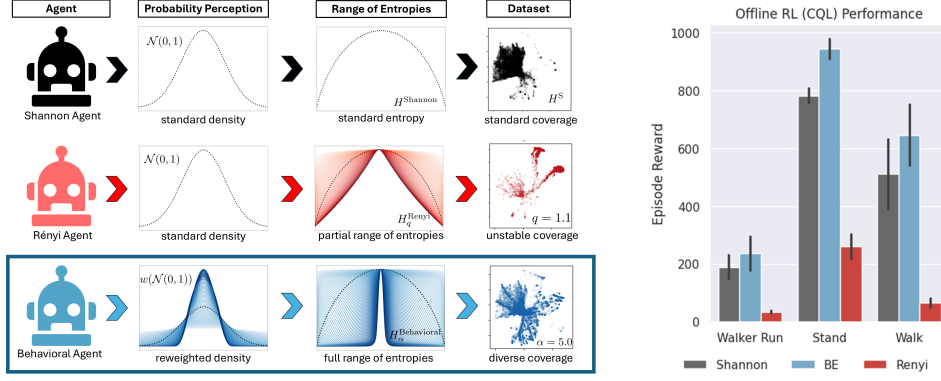 Agent
Probability Perception
Range of Entropies
Dataset
N(0, 1)
H^Shannon
H^S
Shannon Agent
standard density
standard entropy
standard coverage
N(0, 1)
H_q^Renyi
q = 1.1
Rényi Agent
standard density
partial range of entropies
unstable coverage
w(N(0, 1))
H_α^Behavioral
α = 5.0
Behavioral Agent
reweighted density
full range of entropies
diverse coverage
Offline RL (CQL) Performance
Episode Reward
1000
800
600
400
200
0
Walker Run
Stand
Walk
Shannon
BE
Renyi